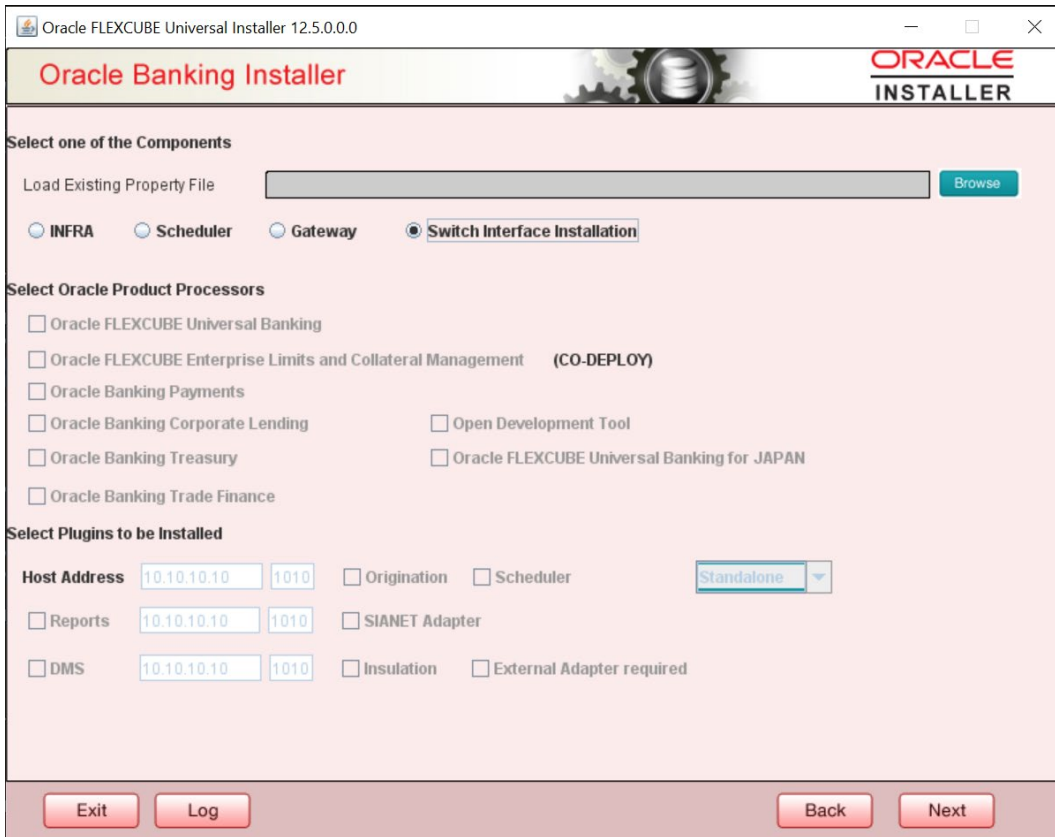 Oracle FLEXCUBE Universal Installer 12.5.0.0.0
Oracle Banking Installer
ORACLE
INSTALLER
Select one of the Components
Load Existing Property File Browse
INFRA Scheduler Gateway Switch Interface Installation
Select Oracle Product Processors
Oracle FLEXCUBE Universal Banking
Oracle FLEXCUBE Enterprise Limits and Collateral Management (CO-DEPLOY)
Oracle Banking Payments
Oracle Banking Corporate Lending Open Development Tool
Oracle Banking Treasury Oracle FLEXCUBE Universal Banking for JAPAN
Oracle Banking Trade Finance
Select Plugins to be Installed
Host Address 10.10.10.10 1010 Origination Scheduler Standalone
Reports 10.10.10.10 1010 SIANET Adapter
DMS 10.10.10.10 1010 Insulation External Adapter required
Exit Log Back Next